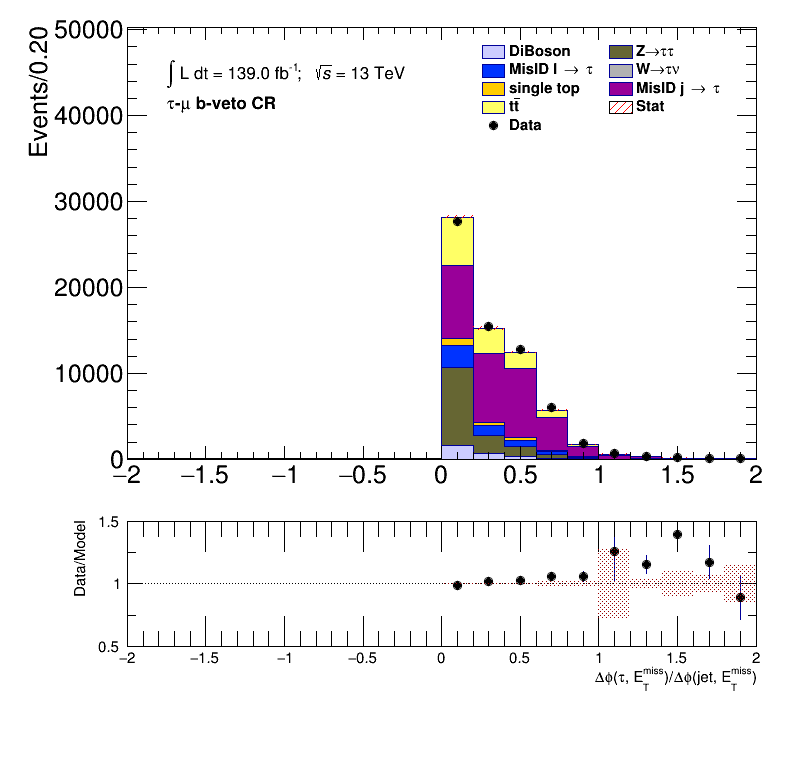 Events/0.20
50000
40000
30000
20000
10000
0
∫ L dt = 139.0 fb⁻¹; √s = 13 TeV
τ-μ b-veto CR
DiBoson
MisID l → τ
single top
tt̄
Data
Z→ττ
W→τν
MisID j → τ
Stat
−2 −1.5 −1 −0.5 0 0.5 1 1.5 2
Data/Model
1.5
1
0.5
−2 −1.5 −1 −0.5 0 0.5 1 1.5 2
Δϕ(τ, E_T^miss)/Δϕ(jet, E_T^miss)